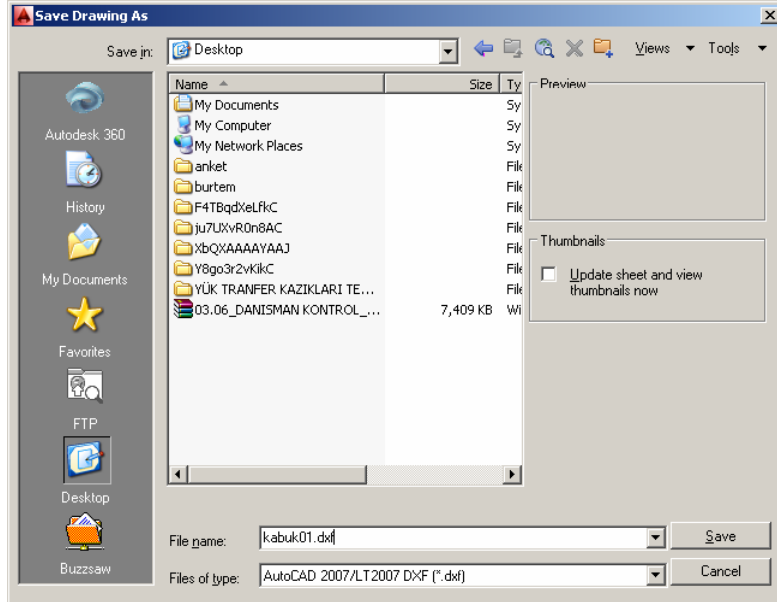 Save Drawing As
Save in: Desktop Views Tools
Name Size Ty Preview
My Documents Sy
My Computer Sy
My Network Places Sy
anket File
burtem File
F4TBqdXeLfkC File
ju7UXvR0n8AC File
XbQXAAAAYAAJ File
Y8go3r2vKikC File
YÜK TRANFER KAZIKLARI TE... File
03.06_DANISMAN KONTROL_... 7,409 KB Wi
Autodesk 360
History
My Documents
Favorites
FTP
Desktop
Buzzsaw
Thumbnails
Update sheet and view
thumbnails now
File name: kabuk01.dxf Save
Files of type: AutoCAD 2007/LT2007 DXF (*.dxf) Cancel